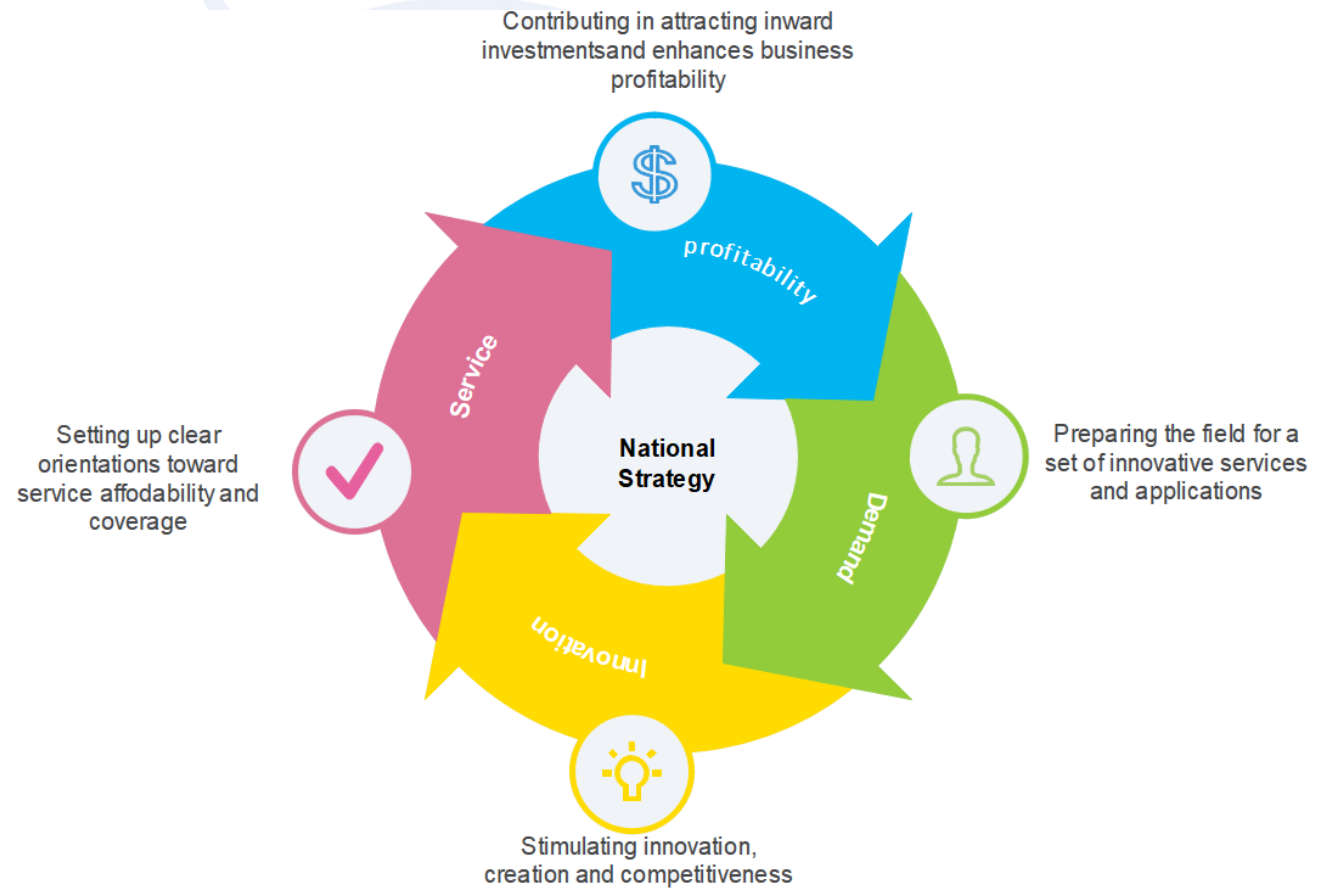 Contributing in attracting inward
investmentsand enhances business
profitability
$
profitability
Service
National
Strategy
Setting up clear
orientations toward
service affodability and
coverage
Preparing the field for a
set of innovative services
and applications
Demand
Innovation
Stimulating innovation,
creation and competitiveness